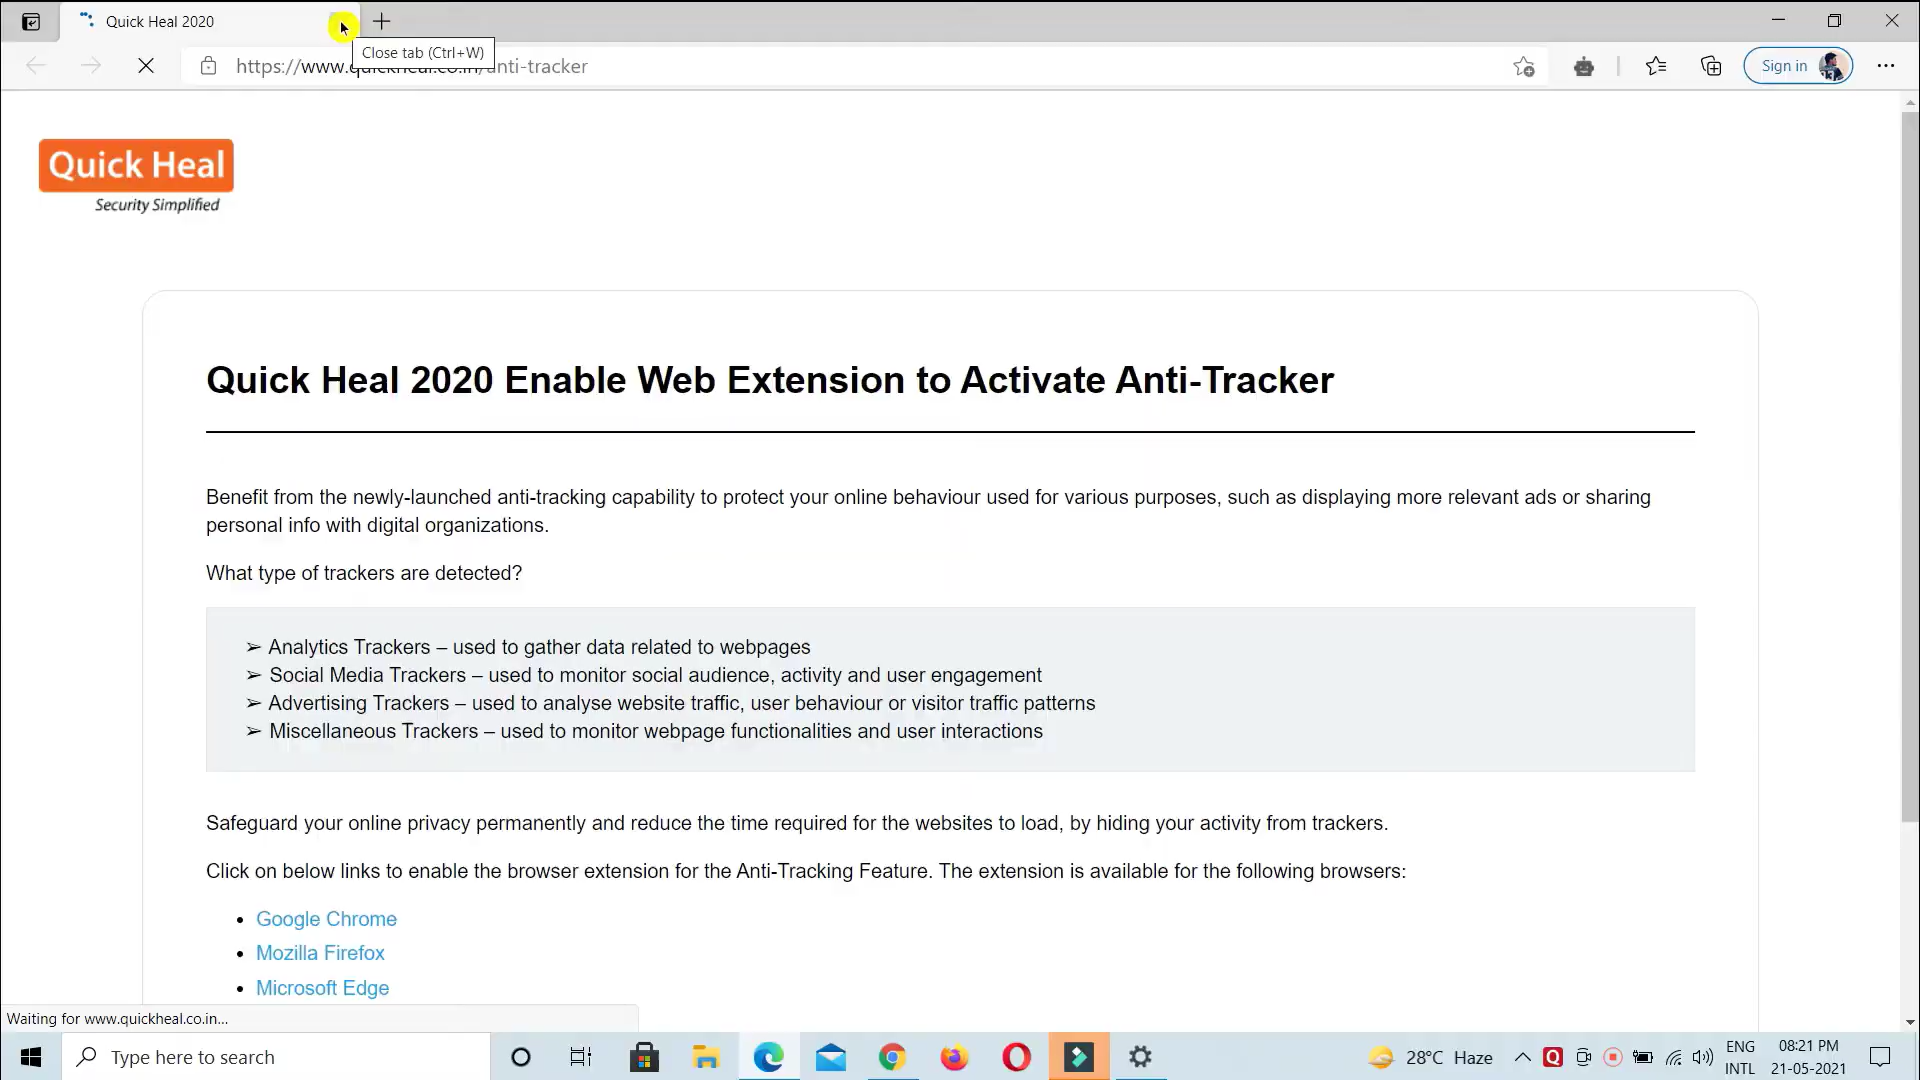 Quick Heal 2020
Close tab (Ctrl+W)
https://www.quickheal.co.in/anti-tracker
Sign in
Quick Heal
Security Simplified
Quick Heal 2020 Enable Web Extension to Activate Anti-Tracker
Benefit from the newly-launched anti-tracking capability to protect your online behaviour used for various purposes, such as displaying more relevant ads or sharing
personal info with digital organizations.
What type of trackers are detected?
➢ Analytics Trackers – used to gather data related to webpages
➢ Social Media Trackers – used to monitor social audience, activity and user engagement
➢ Advertising Trackers – used to analyse website traffic, user behaviour or visitor traffic patterns
➢ Miscellaneous Trackers – used to monitor webpage functionalities and user interactions
Safeguard your online privacy permanently and reduce the time required for the websites to load, by hiding your activity from trackers.
Click on below links to enable the browser extension for the Anti-Tracking Feature. The extension is available for the following browsers:
• Google Chrome
• Mozilla Firefox
• Microsoft Edge
Waiting for www.quickheal.co.in...
Type here to search
28°C Haze
ENG
INTL
08:21 PM
21-05-2021